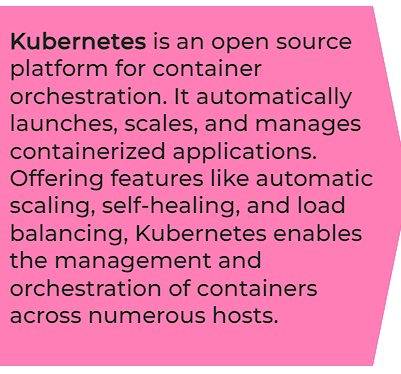 Kubernetes is an open source
platform for container
orchestration. It automatically
launches, scales, and manages
containerized applications.
Offering features like automatic
scaling, self-healing, and load
balancing, Kubernetes enables
the management and
orchestration of containers
across numerous hosts.